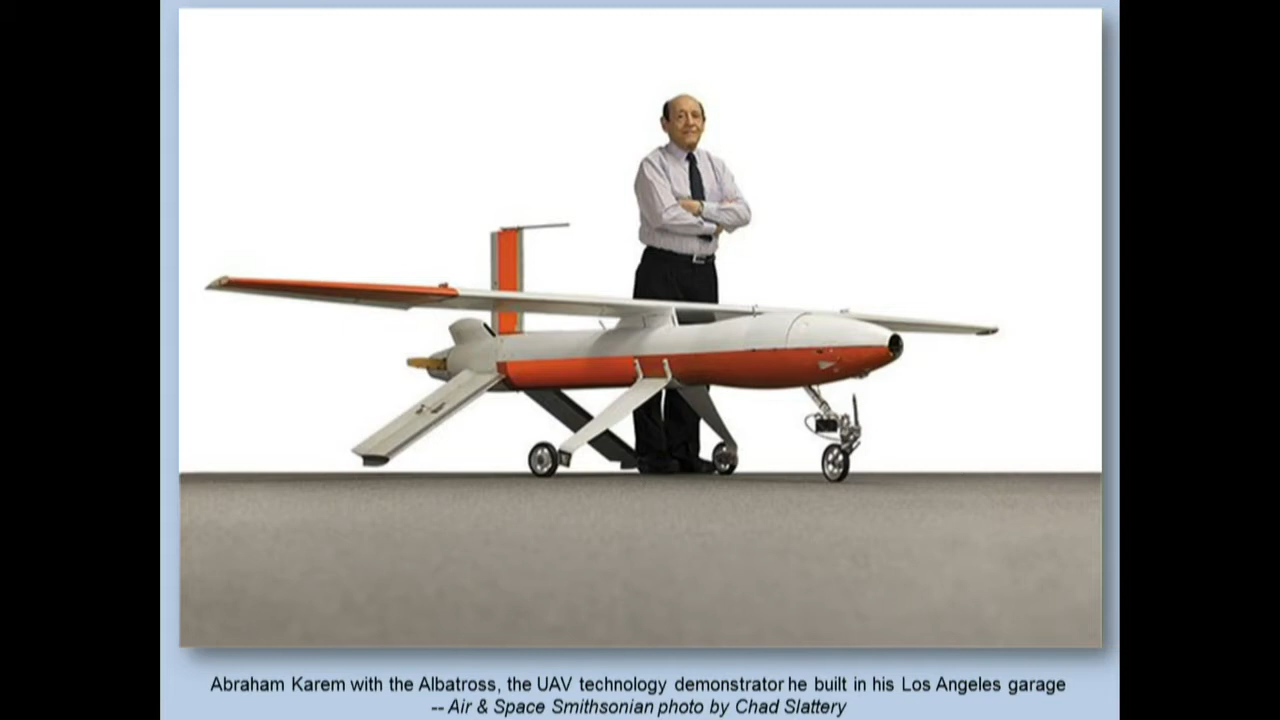 Abraham Karem with the Albatross, the UAV technology demonstrator he built in his Los Angeles garage
-- Air & Space Smithsonian photo by Chad Slattery